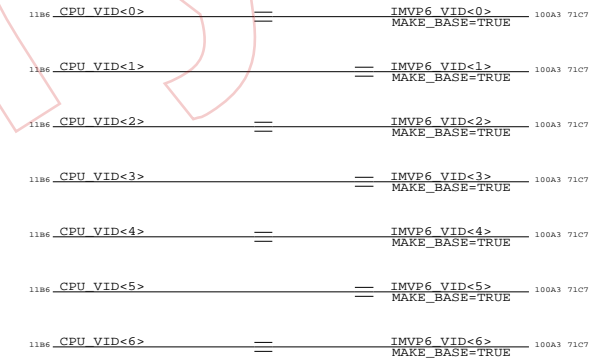 11B6 CPU_VID<0> IMVP6_VID<0> 100A3 71C7
MAKE_BASE=TRUE
11B6 CPU_VID<1> IMVP6_VID<1> 100A3 71C7
MAKE_BASE=TRUE
11B6 CPU_VID<2> IMVP6_VID<2> 100A3 71C7
MAKE_BASE=TRUE
11B6 CPU_VID<3> IMVP6_VID<3> 100A3 71C7
MAKE_BASE=TRUE
11B6 CPU_VID<4> IMVP6_VID<4> 100A3 71C7
MAKE_BASE=TRUE
11B6 CPU_VID<5> IMVP6_VID<5> 100A3 71C7
MAKE_BASE=TRUE
11B6 CPU_VID<6> IMVP6_VID<6> 100A3 71C7
MAKE_BASE=TRUE